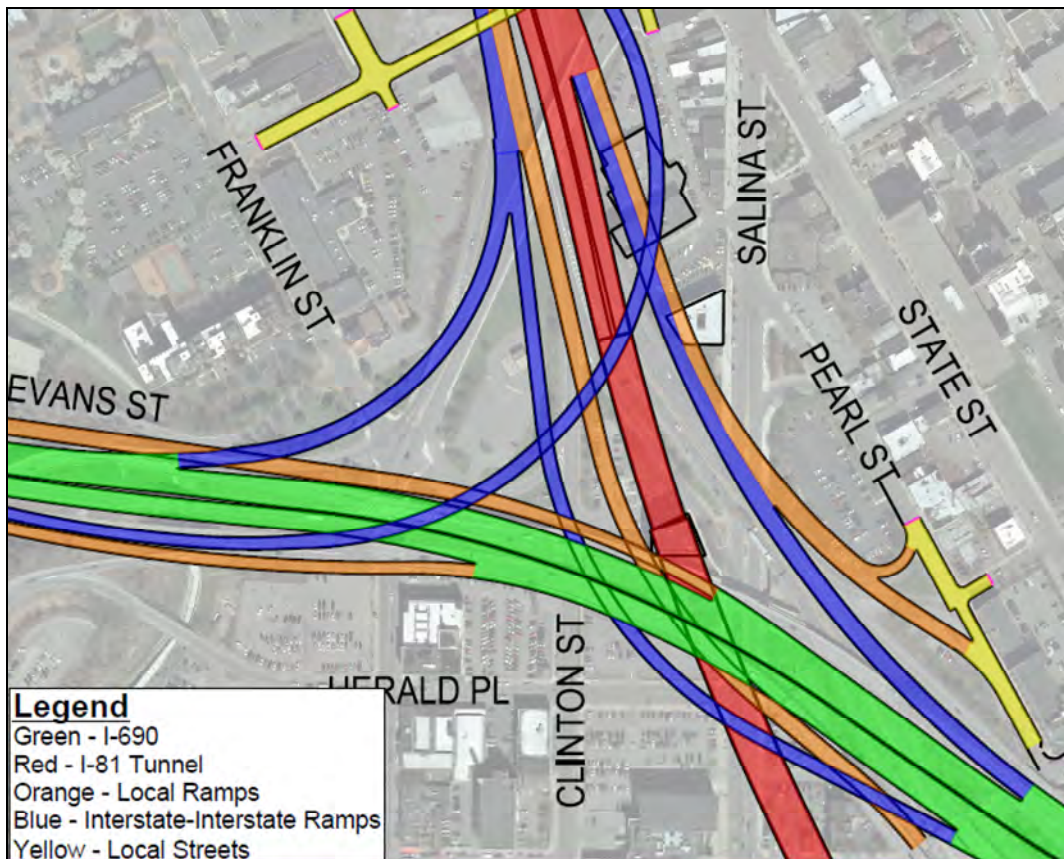 FRANKLIN ST
SALINA ST
STATE ST
PEARL ST
EVANS ST
CLINTON ST
HERALD PL
Legend
Green - I-690
Red - I-81 Tunnel
Orange - Local Ramps
Blue - Interstate-Interstate Ramps
Yellow - Local Streets